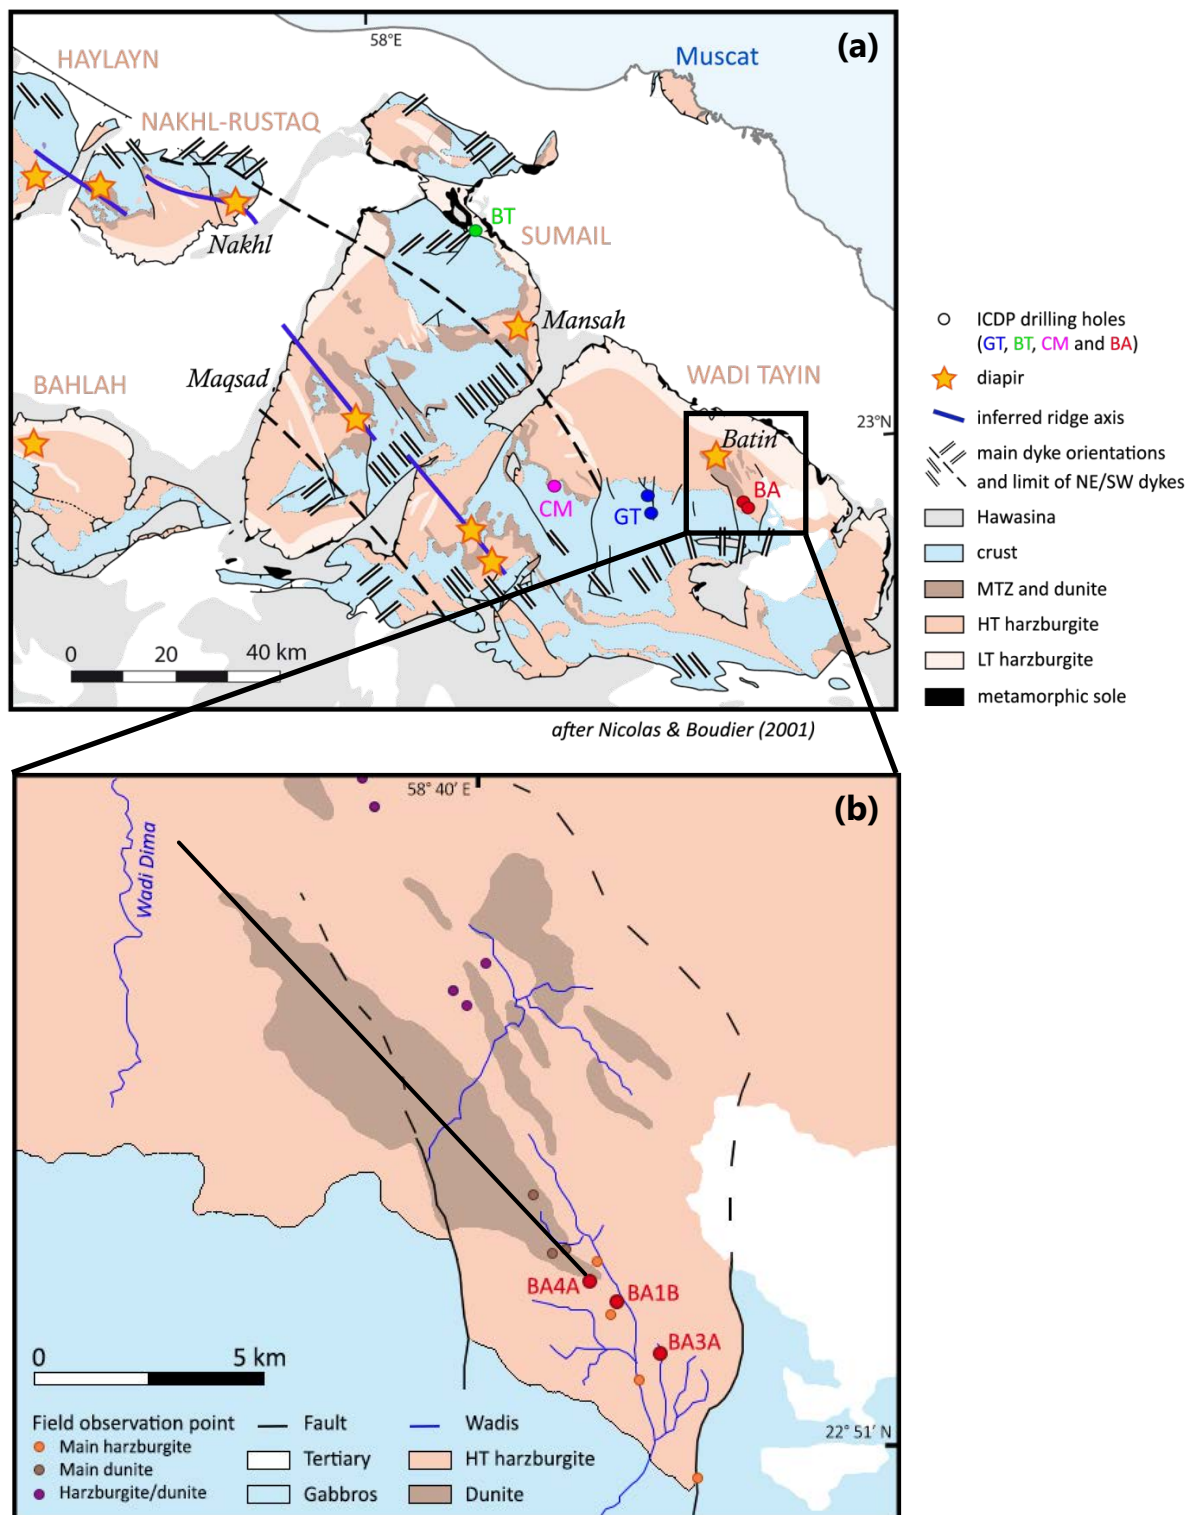 (a)
58°E
Muscat
HAYLAYN
NAKHL-RUSTAQ
Nakhl
BT
SUMAIL
Mansah
Maqsad
BAHLAH
WADI TAYIN
23°N
Batin
BA
CM
GT
0 20 40 km
ICDP drilling holes
(GT, BT, CM and BA)
diapir
inferred ridge axis
main dyke orientations
and limit of NE/SW dykes
Hawasina
crust
MTZ and dunite
HT harzburgite
LT harzburgite
metamorphic sole
after Nicolas & Boudier (2001)
58° 40′ E
(b)
Wadi Dima
BA4A
BA1B
BA3A
0 5 km
22° 51′ N
Field observation point
Main harzburgite
Main dunite
Harzburgite/dunite
Fault
Tertiary
Gabbros
Wadis
HT harzburgite
Dunite